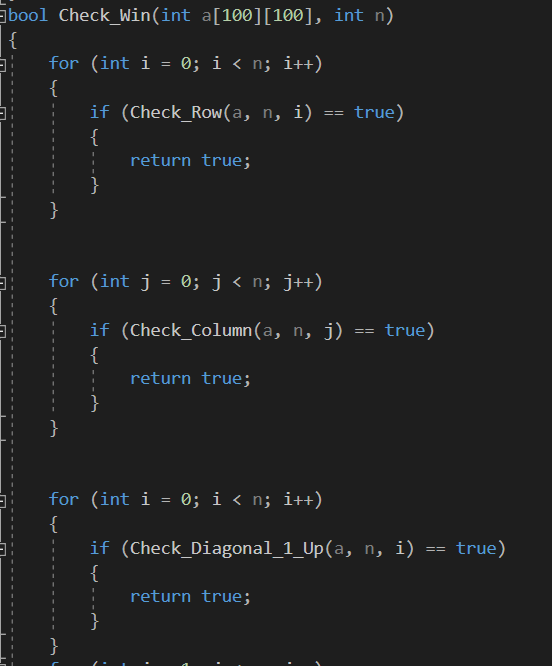 bool Check_Win(int a[100][100], int n)
{
for (int i = 0; i < n; i++)
{
if (Check_Row(a, n, i) == true)
{
return true;
}
}
for (int j = 0; j < n; j++)
{
if (Check_Column(a, n, j) == true)
{
return true;
}
}
for (int i = 0; i < n; i++)
{
if (Check_Diagonal_1_Up(a, n, i) == true)
{
return true;
}
}